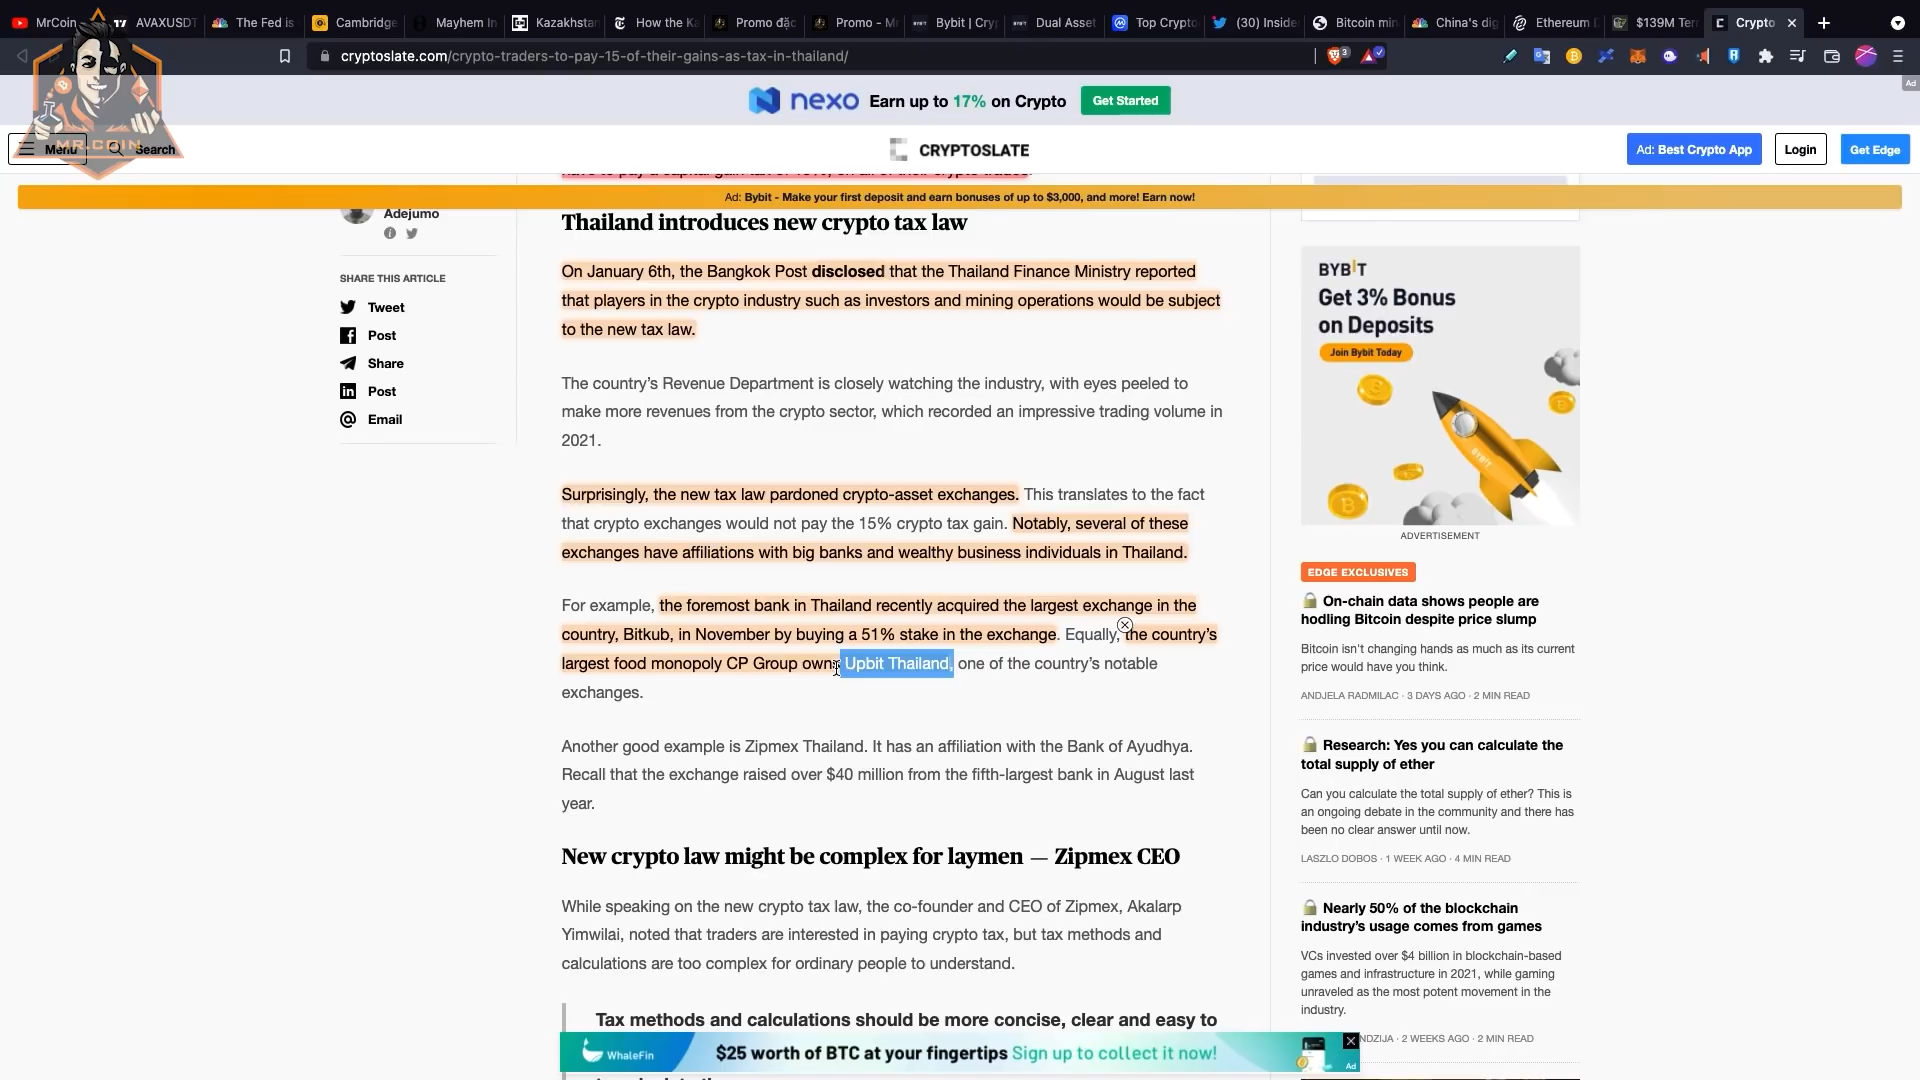 MrCoin
AVAXUSDT
The Fed is
Cambridge
Mayhem in
Kazakhstan
How the Ka
Promo đặc
Promo - M
Bybit | Cry
Dual Asset
Top Crypto
(30) Inside
Bitcoin min
China's dig
Ethereum
$139M Terr
Crypto
cryptoslate.com/crypto-traders-to-pay-15-of-their-gains-as-tax-in-thailand/
nexo Earn up to 17% on Crypto Get Started
Ad
MR.COIN
Menu
Search
CRYPTOSLATE
Ad: Best Crypto App
Login
Get Edge
have to pay a capital gain tax of 15%, on all of their crypto trades.
Ad: Bybit - Make your first deposit and earn bonuses of up to $3,000, and more! Earn now!
Adejumo
SHARE THIS ARTICLE
Tweet
Post
Share
Post
Email
Thailand introduces new crypto tax law
On January 6th, the Bangkok Post disclosed that the Thailand Finance Ministry reported
that players in the crypto industry such as investors and mining operations would be subject
to the new tax law.
The country’s Revenue Department is closely watching the industry, with eyes peeled to
make more revenues from the crypto sector, which recorded an impressive trading volume in
2021.
Surprisingly, the new tax law pardoned crypto-asset exchanges. This translates to the fact
that crypto exchanges would not pay the 15% crypto tax gain. Notably, several of these
exchanges have affiliations with big banks and wealthy business individuals in Thailand.
For example, the foremost bank in Thailand recently acquired the largest exchange in the
country, Bitkub, in November by buying a 51% stake in the exchange. Equally, the country’s
largest food monopoly CP Group owns Upbit Thailand, one of the country’s notable
exchanges.
Another good example is Zipmex Thailand. It has an affiliation with the Bank of Ayudhya.
Recall that the exchange raised over $40 million from the fifth-largest bank in August last
year.
New crypto law might be complex for laymen — Zipmex CEO
While speaking on the new crypto tax law, the co-founder and CEO of Zipmex, Akalarp
Yimwilai, noted that traders are interested in paying crypto tax, but tax methods and
calculations are too complex for ordinary people to understand.
Tax methods and calculations should be more concise, clear and easy to
WhaleFin
$25 worth of BTC at your fingertips Sign up to collect it now!
Ad
BYBIT
Get 3% Bonus
on Deposits
Join Bybit Today
ADVERTISEMENT
EDGE EXCLUSIVES
On-chain data shows people are
hodling Bitcoin despite price slump
Bitcoin isn't changing hands as much as its current
price would have you think.
ANDJELA RADMILAC · 3 DAYS AGO · 2 MIN READ
Research: Yes you can calculate the
total supply of ether
Can you calculate the total supply of ether? This is
an ongoing debate in the community and there has
been no clear answer until now.
LASZLO DOBOS · 1 WEEK AGO · 4 MIN READ
Nearly 50% of the blockchain
industry’s usage comes from games
VCs invested over $4 billion in blockchain-based
games and infrastructure in 2021, while gaming
unraveled as the most potent movement in the
industry.
NDZIJA · 2 WEEKS AGO · 2 MIN READ